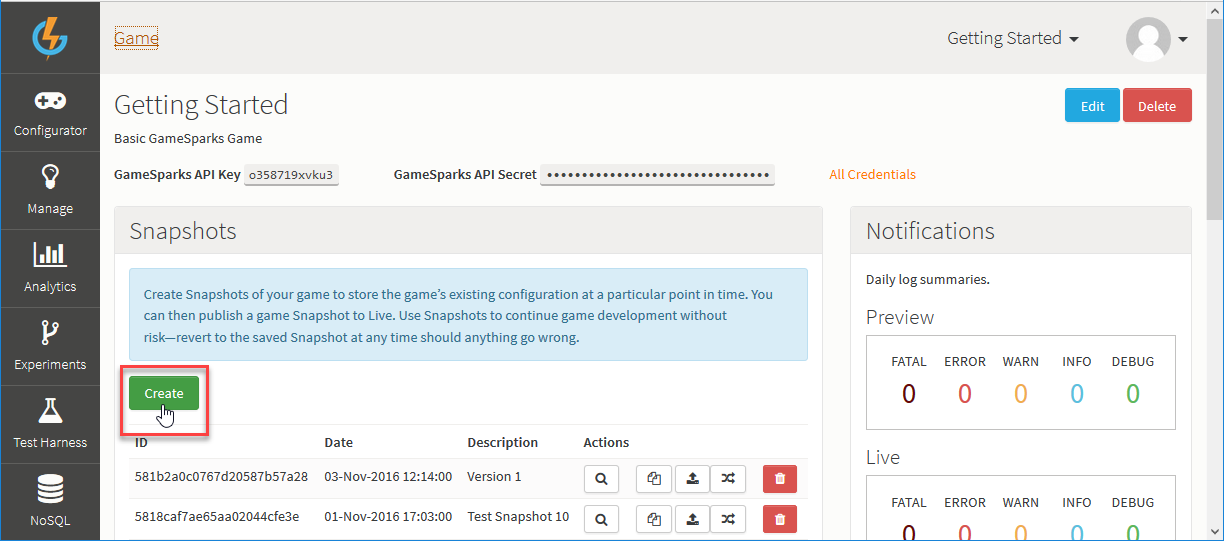 Game
Getting Started
Configurator
Manage
Analytics
Experiments
Test Harness
NoSQL
Getting Started
Edit
Delete
Basic GameSparks Game
GameSparks API Key o358719xvku3 GameSparks API Secret •••••••••••••••••••••••••••••••• All Credentials
Snapshots
Create Snapshots of your game to store the game's existing configuration at a particular point in time. You
can then publish a game Snapshot to Live. Use Snapshots to continue game development without
risk—revert to the saved Snapshot at any time should anything go wrong.
Create
ID Date Description Actions
581b2a0c0767d20587b57a28 03-Nov-2016 12:14:00 Version 1
5818caf7ae65aa02044cfe3e 01-Nov-2016 17:03:00 Test Snapshot 10
Notifications
Daily log summaries.
Preview
FATAL ERROR WARN INFO DEBUG
0 0 0 0 0
Live
FATAL ERROR WARN INFO DEBUG
0 0 0 0 0